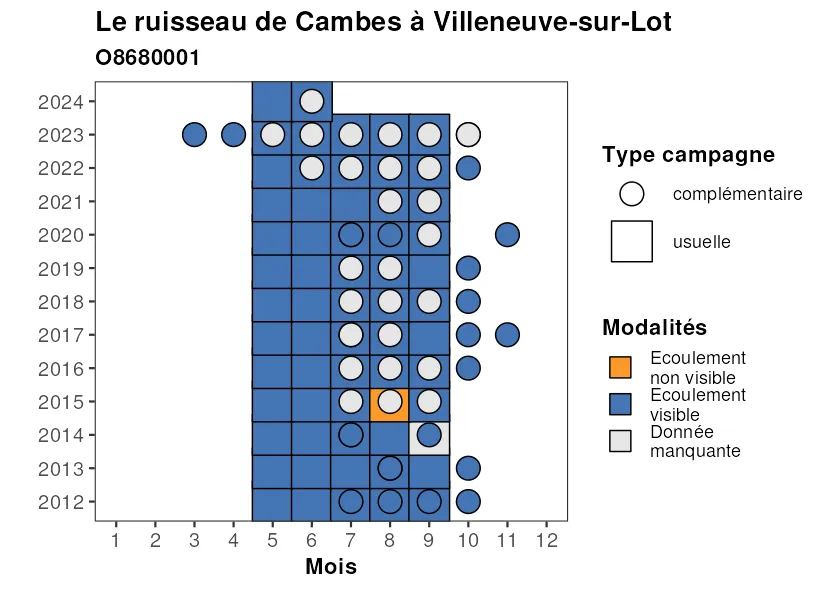 Le ruisseau de Cambes à Villeneuve-sur-Lot
O8680001
2024
2023
2022
2021
2020
2019
2018
2017
2016
2015
2014
2013
2012
1 2 3 4 5 6 7 8 9 10 11 12
Mois
Type campagne
complémentaire
usuelle
Modalités
Ecoulement
non visible
Ecoulement
visible
Donnée
manquante